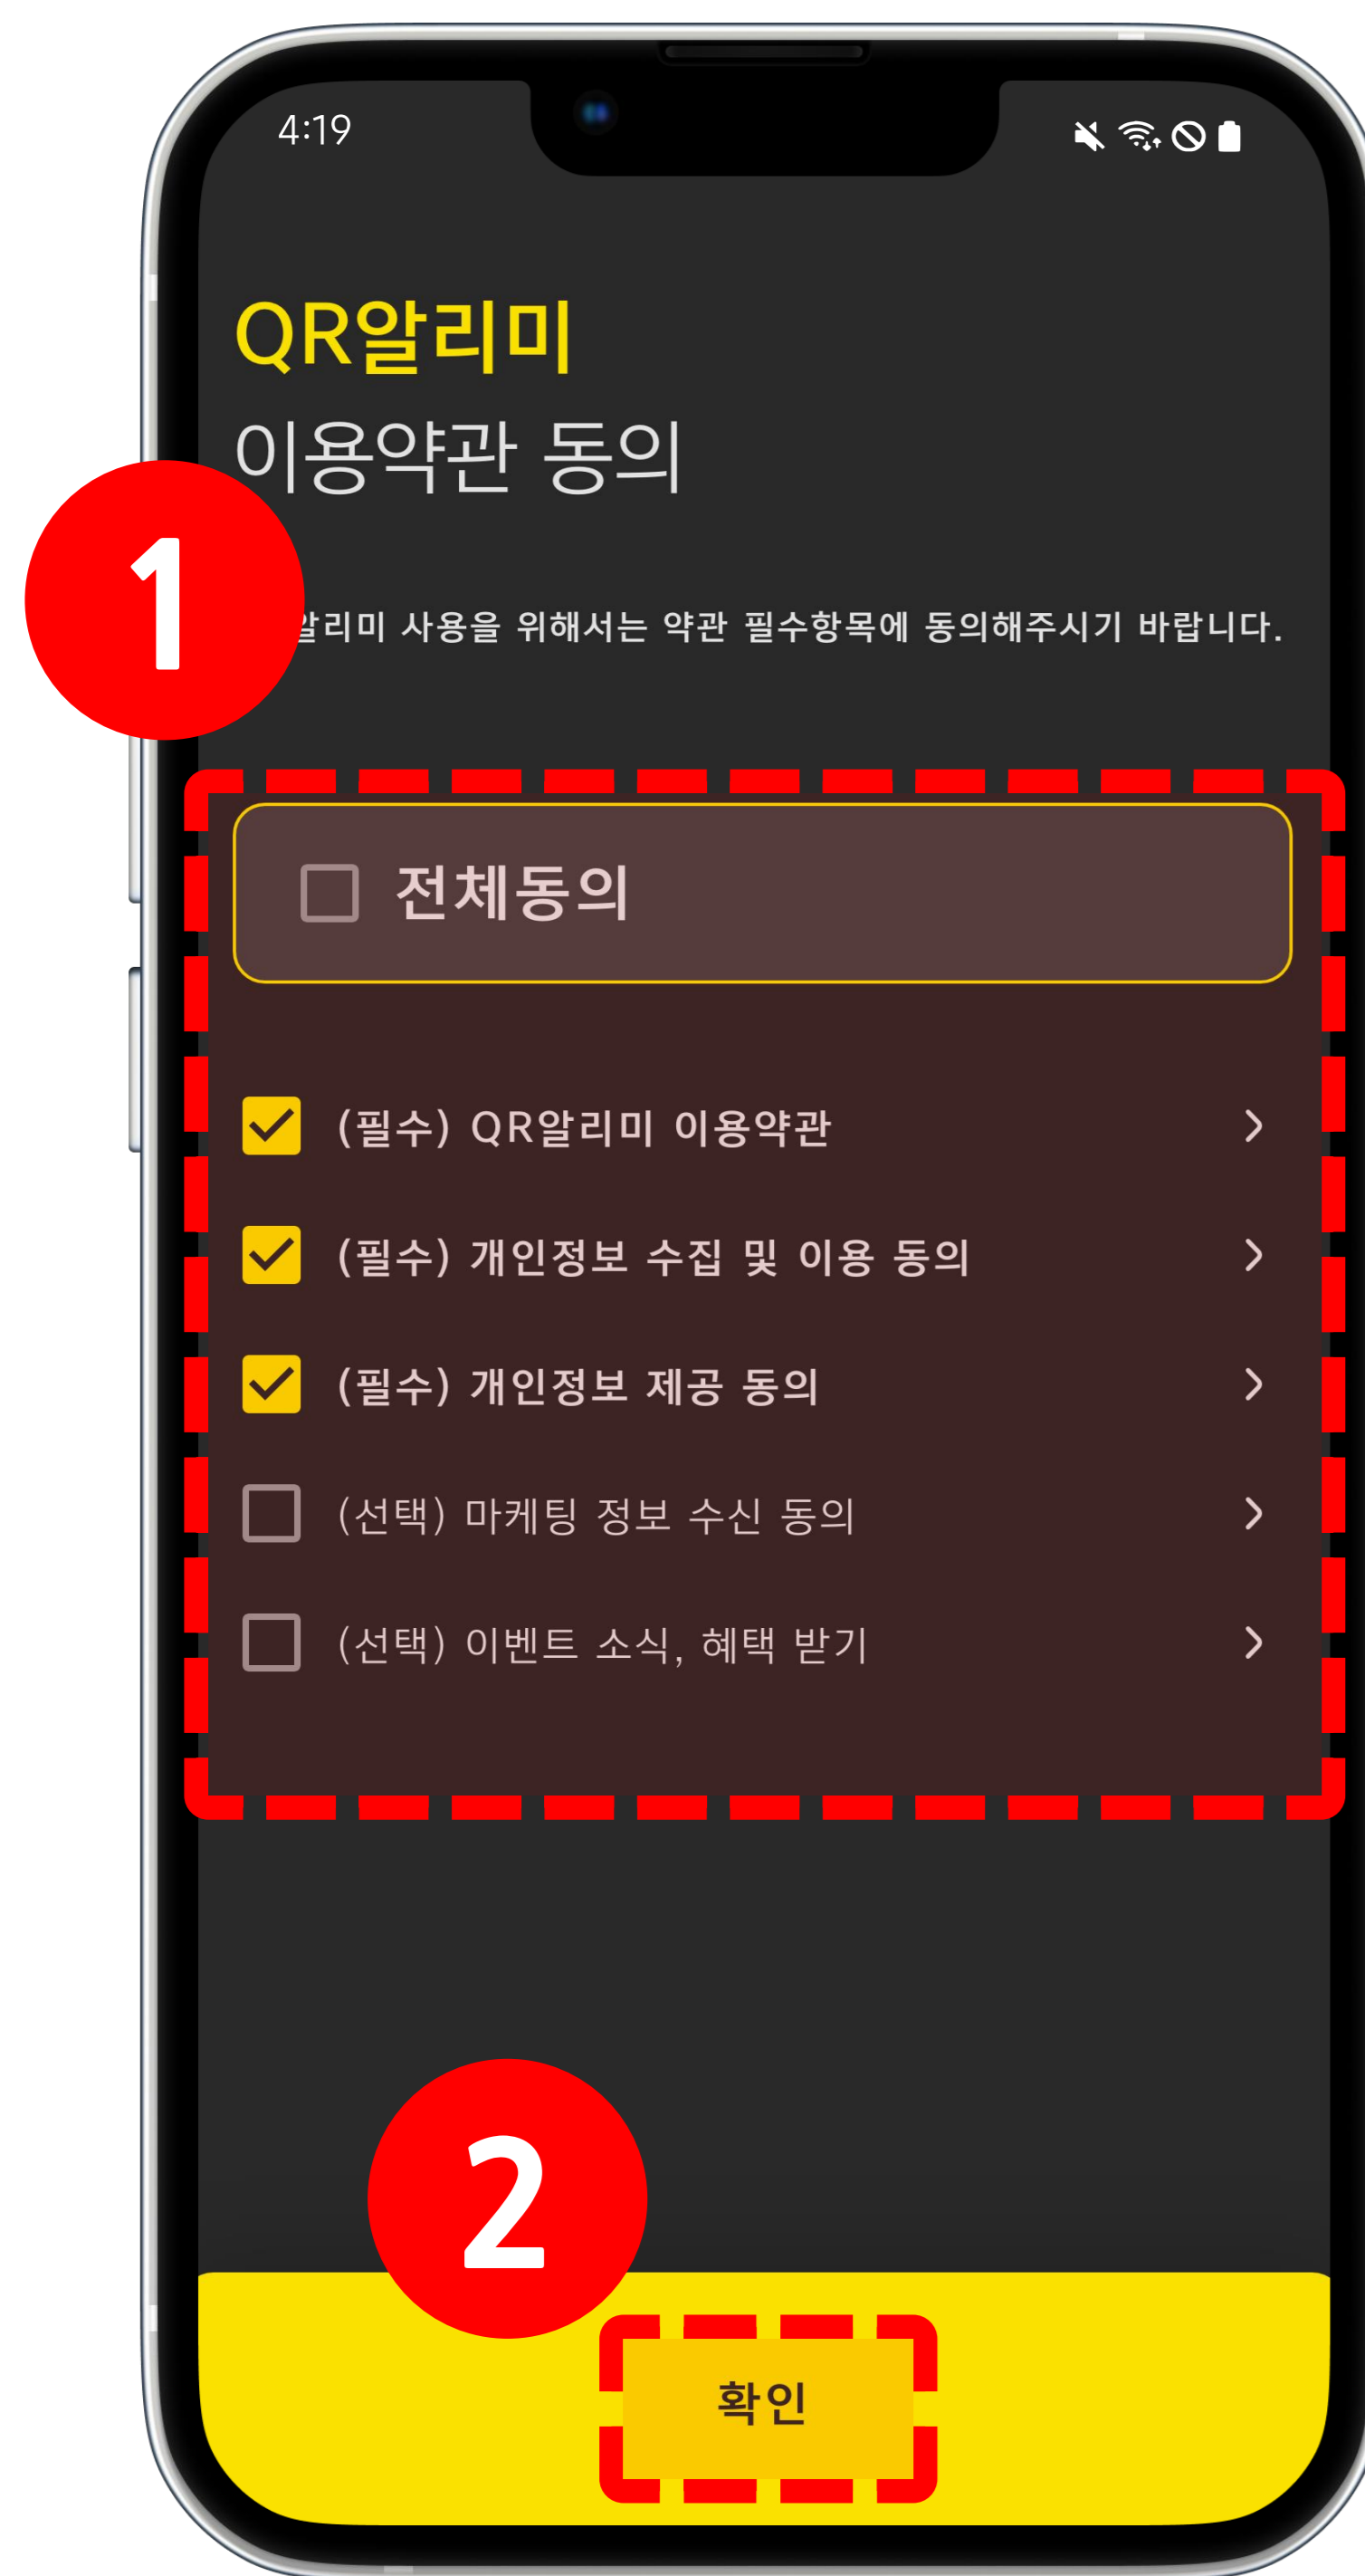 4:19
QR알리미
이용약관 동의
1
알리미 사용을 위해서는 약관 필수항목에 동의해주시기 바랍니다.
전체동의
(필수) QR알리미 이용약관
(필수) 개인정보 수집 및 이용 동의
(필수) 개인정보 제공 동의
(선택) 마케팅 정보 수신 동의
(선택) 이벤트 소식, 혜택 받기
2
확인